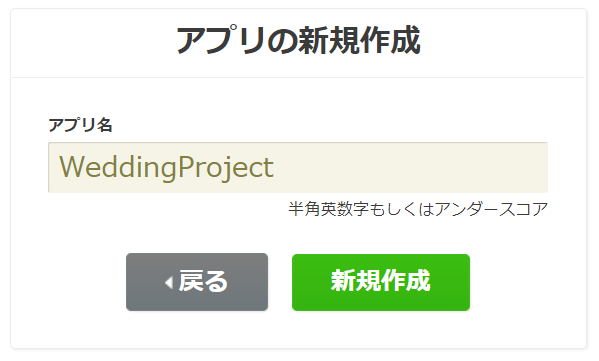 アプリの新規作成
アプリ名
WeddingProject
半角英数字もしくはアンダースコア
戻る
新規作成